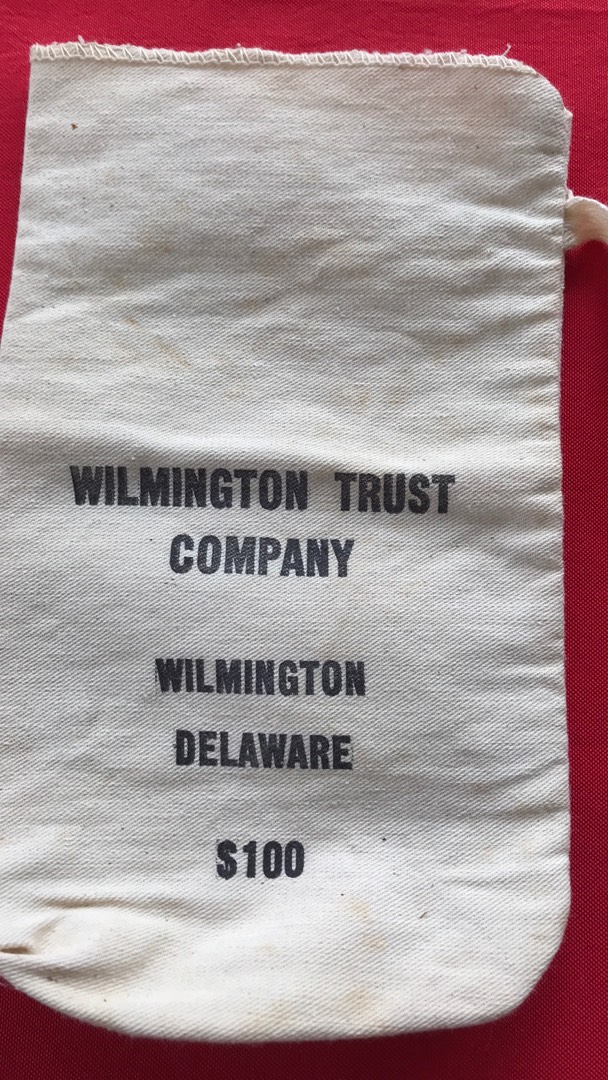 WILMINGTON TRUST
COMPANY
WILMINGTON
DELAWARE
$100